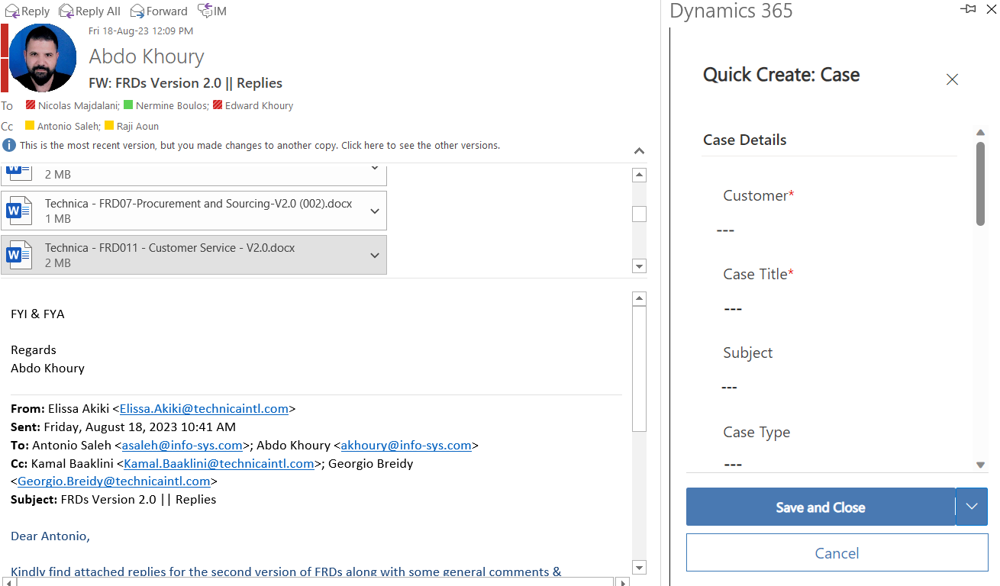 Reply Reply All Forward IM
Fri 18-Aug-23 12:09 PM
Abdo Khoury
FW: FRDs Version 2.0 || Replies
To Nicolas Majdalani; Nermine Boulos; Edward Khoury
Cc Antonio Saleh; Raji Aoun
This is the most recent version, but you made changes to another copy. Click here to see the other versions.
W
2 MB
W
Technica - FRD07-Procurement and Sourcing-V2.0 (002).docx
1 MB
W
Technica - FRD011 - Customer Service - V2.0.docx
2 MB
FYI & FYA
Regards
Abdo Khoury
From: Elissa Akiki <Elissa.Akiki@technicaintl.com>
Sent: Friday, August 18, 2023 10:41 AM
To: Antonio Saleh <asaleh@info-sys.com>; Abdo Khoury <akhoury@info-sys.com>
Cc: Kamal Baaklini <Kamal.Baaklini@technicaintl.com>; Georgio Breidy
<Georgio.Breidy@technicaintl.com>
Subject: FRDs Version 2.0 || Replies
Dear Antonio,
Kindly find attached replies for the second version of FRDs along with some general comments &
Dynamics 365
Quick Create: Case
Case Details
Customer*
---
Case Title*
---
Subject
---
Case Type
---
Save and Close
Cancel